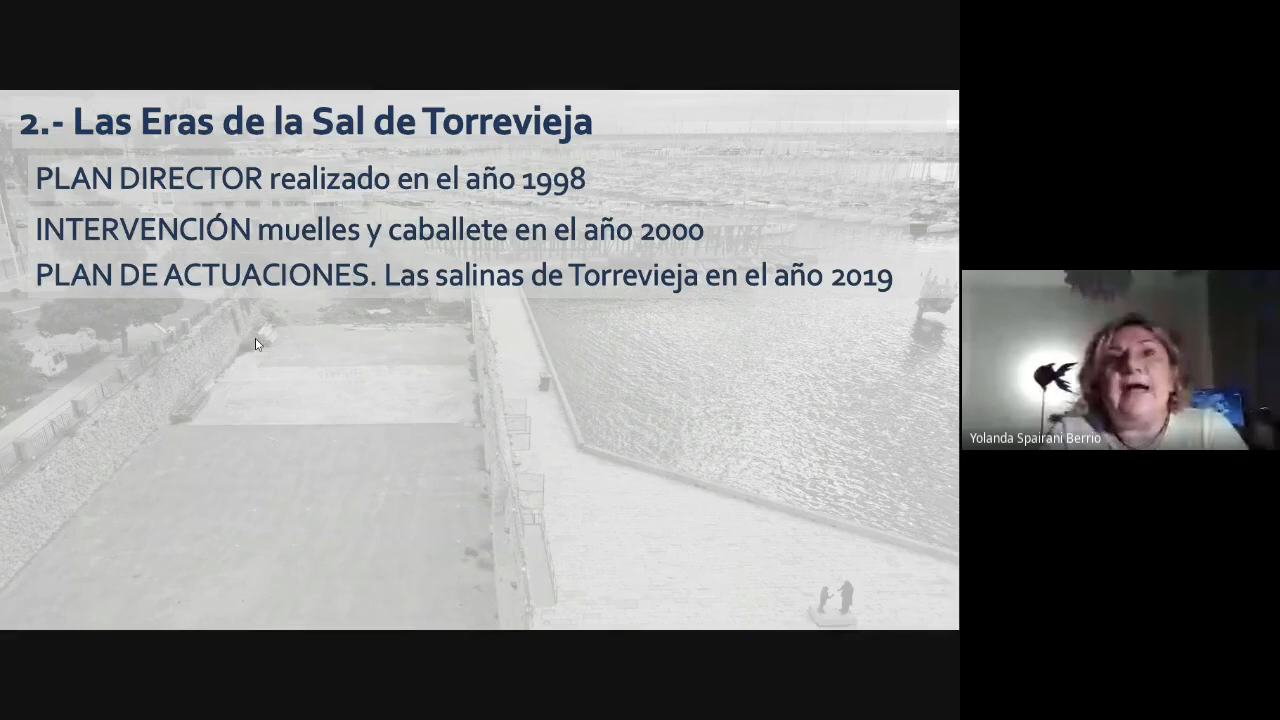 2.- Las Eras de la Sal de Torrevieja
PLAN DIRECTOR realizado en el año 1998
INTERVENCIÓN muelles y caballete en el año 2000
PLAN DE ACTUACIONES. Las salinas de Torrevieja en el año 2019
Yolanda Spairani Berrio